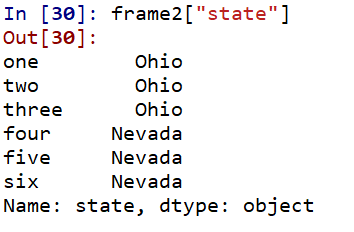 In [30]: frame2["state"]
Out[30]:
one        Ohio
two        Ohio
three      Ohio
four     Nevada
five     Nevada
six      Nevada
Name: state, dtype: object